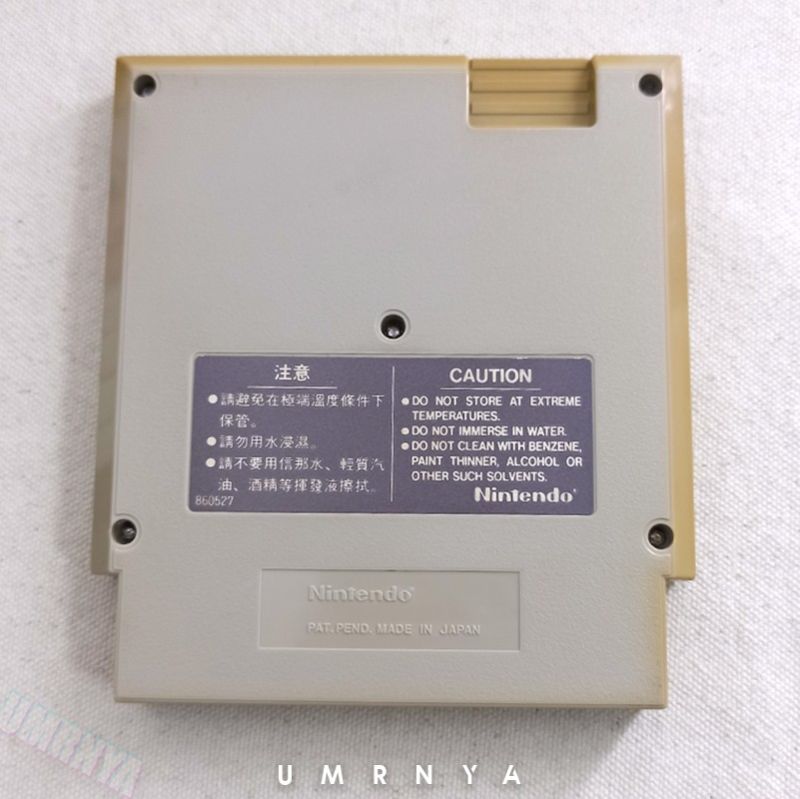 注意
●請避免在極端溫度條件下
保管。
●請勿用水浸濕。
●請不要用信那水、輕質汽
油、酒精等揮發液擦拭。
860527
CAUTION
●DO NOT STORE AT EXTREME
TEMPERATURES.
●DO NOT IMMERSE IN WATER.
●DO NOT CLEAN WITH BENZENE,
PAINT THINNER, ALCOHOL OR
OTHER SUCH SOLVENTS.
Nintendo®
Nintendo®
PAT. PEND. MADE IN JAPAN
UMRNYA
UMRNYA